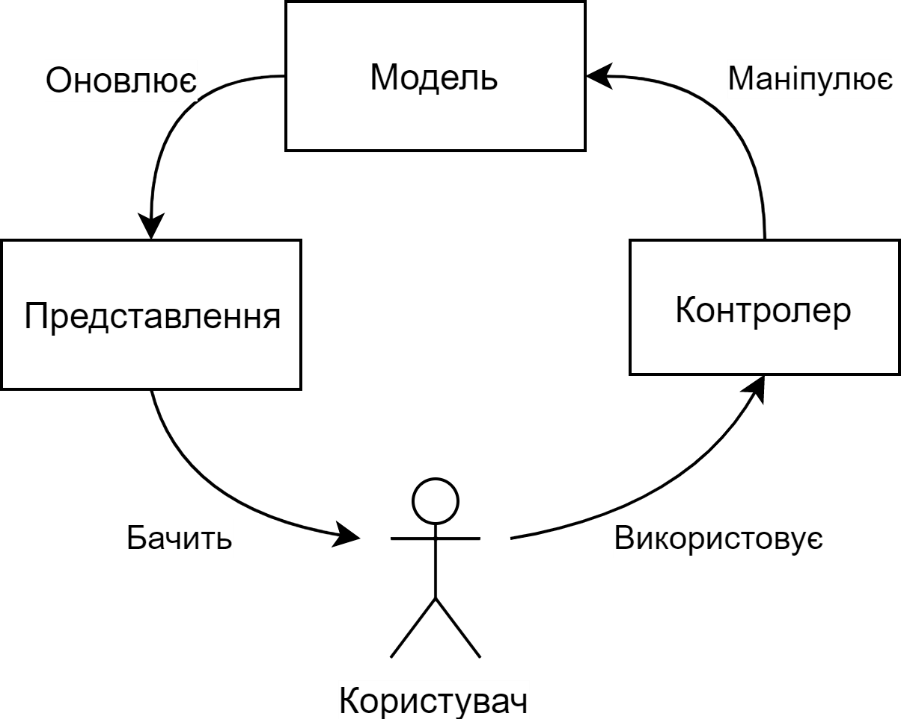 Модель
Оновлює
Маніпулює
Представлення
Контролер
Бачить
Використовує
Користувач